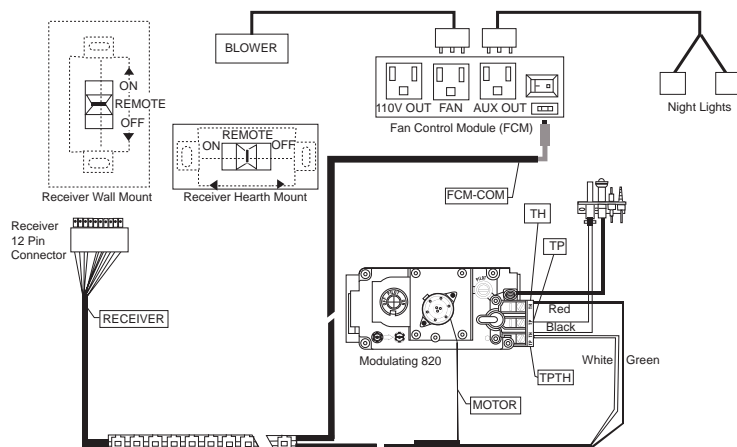 BLOWER
ON
REMOTE
OFF
Receiver Wall Mount
REMOTE
ON
OFF
Receiver Hearth Mount
110V OUT
FAN
AUX OUT
Fan Control Module (FCM)
Night Lights
FCM-COM
Receiver
12 Pin
Connector
RECEIVER
TH
TP
Red
Black
White
Green
TPTH
Modulating 820
MOTOR